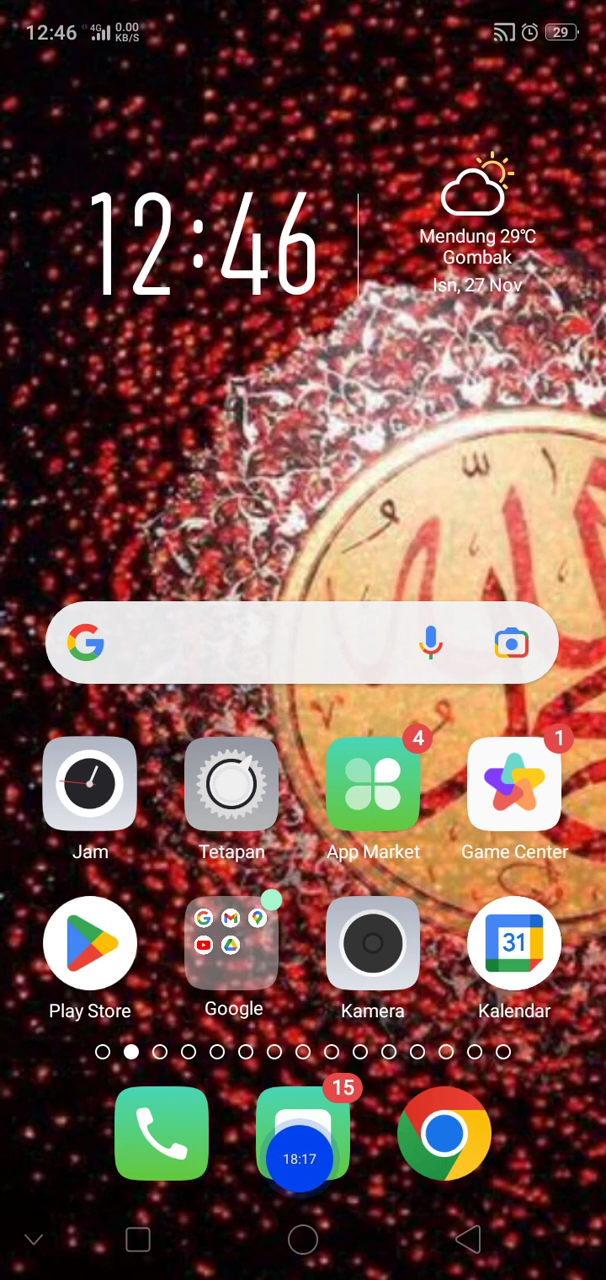 12:46 4G 0.00 KB/S 29
12:46
Mendung 29℃
Gombak
Isn, 27 Nov
4
1
Jam
Tetapan
App Market
Game Center
31
Play Store
Google
Kamera
Kalendar
15
18:17